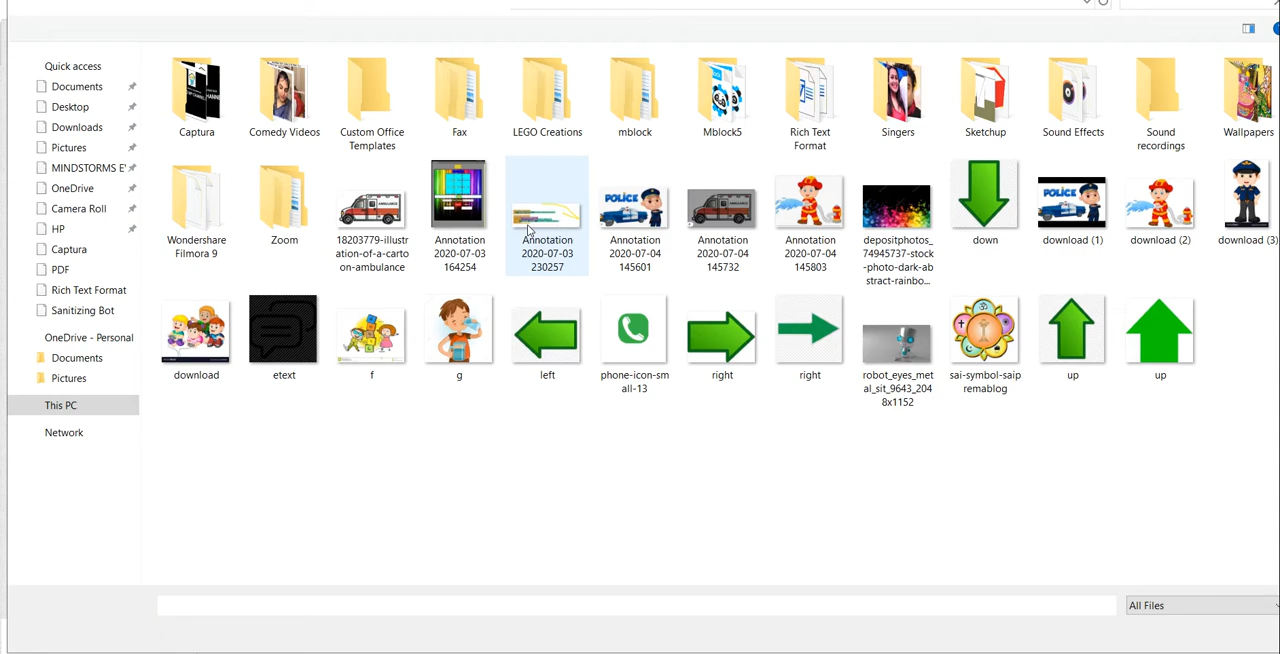 Quick access
Documents
Desktop
Downloads
Pictures
MINDSTORMS E'
OneDrive
Camera Roll
HP
Captura
PDF
Rich Text Format
Sanitizing Bot
OneDrive - Personal
Documents
Pictures
This PC
Network
Captura
Comedy Videos
Custom Office
Templates
Fax
LEGO Creations
mblock
Mblock5
Rich Text
Format
Singers
Sketchup
Sound Effects
Sound
recordings
Wallpapers
Wondershare
Filmora 9
Zoom
AMBULANCE
18203779-illustr
ation-of-a-carto
on-ambulance
Annotation
2020-07-03
164254
Annotation
2020-07-03
230257
POLICE
Annotation
2020-07-04
145601
Annotation
2020-07-04
145732
Annotation
2020-07-04
145803
depositphotos_
74945737-stock
-photo-dark-ab
stract-rainbo...
down
POLICE
download (1)
download (2)
download (3)
download
etext
f
g
left
phone-icon-sm
all-13
right
right
robot_eyes_met
al_sit_9643_204
8x1152
sai-symbol-saip
remablog
up
up
All Files